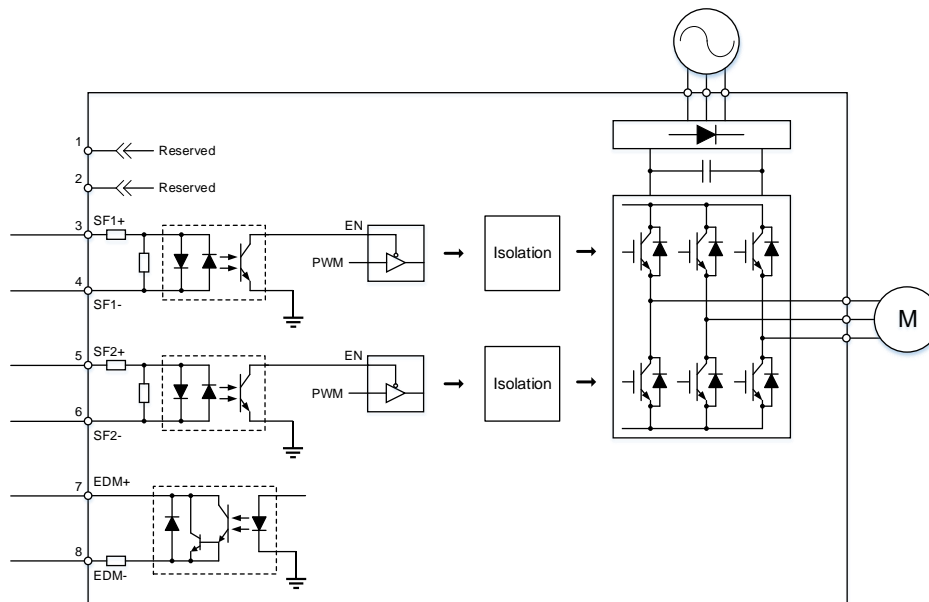 1
Reserved
2
Reserved
3
SF1+
EN
PWM
Isolation
4
SF1-
M
5
SF2+
EN
PWM
Isolation
6
SF2-
7
EDM+
8
EDM-